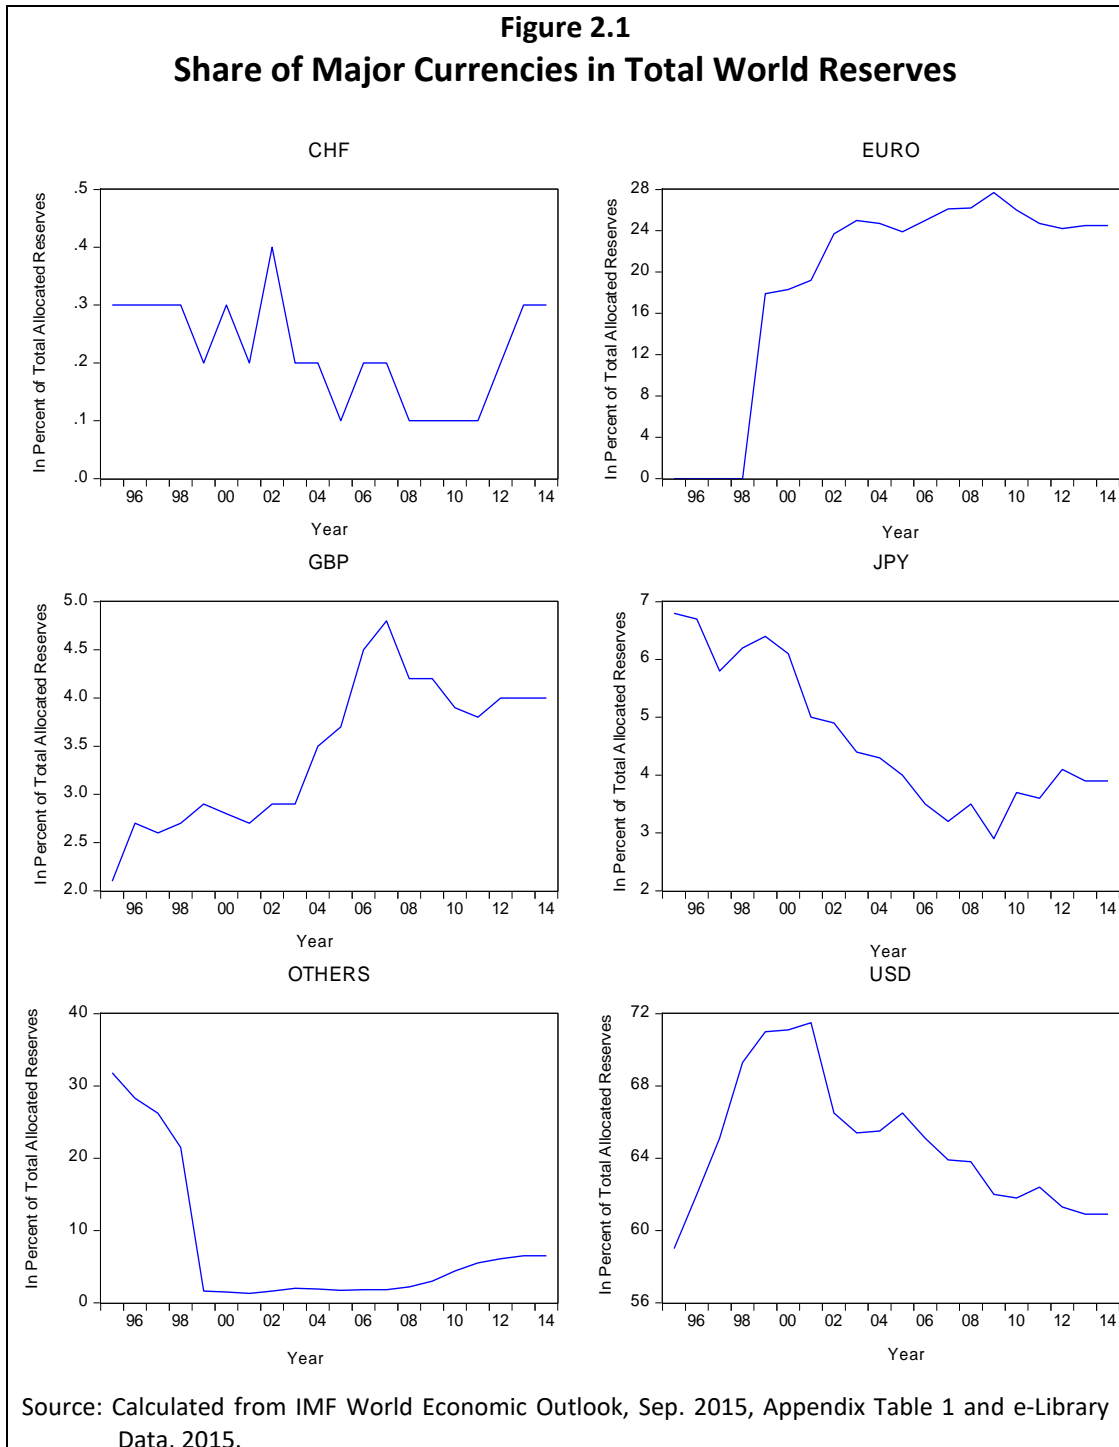 Figure 2.1
Share of Major Currencies in Total World Reserves
CHF
In Percent of Total Allocated Reserves
.5
.4
.3
.2
.1
.0
96 98 00 02 04 06 08 10 12 14
Year
EURO
In Percent of Total Allocated Reserves
28
24
20
16
12
8
4
0
96 98 00 02 04 06 08 10 12 14
Year
GBP
In Percent of Total Allocated Reserves
5.0
4.5
4.0
3.5
3.0
2.5
2.0
96 98 00 02 04 06 08 10 12 14
Year
JPY
In Percent of Total Allocated Reserves
7
6
5
4
3
2
96 98 00 02 04 06 08 10 12 14
Year
OTHERS
In Percent of Total Allocated Reserves
40
30
20
10
0
96 98 00 02 04 06 08 10 12 14
Year
USD
In Percent of Total Allocated Reserves
72
68
64
60
56
96 98 00 02 04 06 08 10 12 14
Year
Source: Calculated from IMF World Economic Outlook, Sep. 2015, Appendix Table 1 and e-Library
Data, 2015.